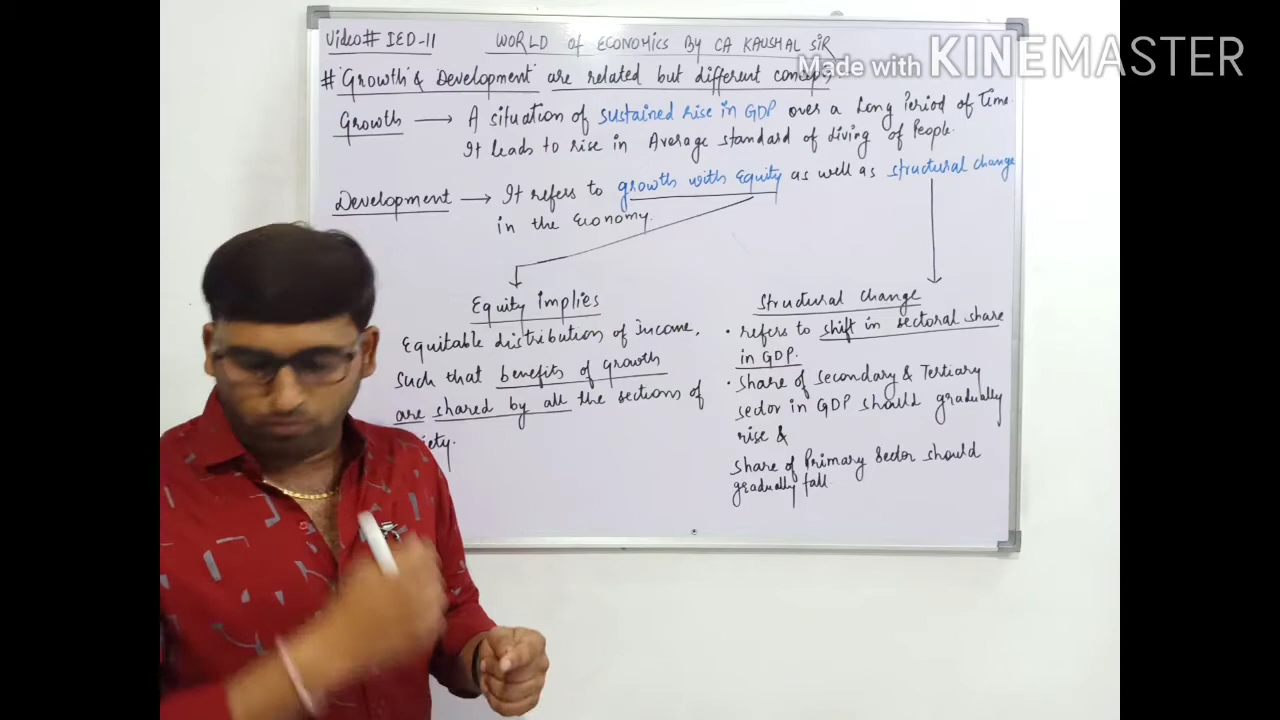 Video# IED-11
WORLD of ECONOMICS BY CA KAUSHAL SIR
Made with KINEMASTER
# "Growth & Development" are related but different concepts
Growth → A situation of sustained rise in GDP over a Long Period of Time.
It leads to rise in Average standard of Living of People.
Development → It refers to growth with Equity as well as structural change
in the Economy.
Equity implies
Equitable distribution of Income,
such that benefits of growth
are shared by all the sections of
iety.
Structural change
• refers to shift in sectoral share
in GDP.
• Share of secondary & Tertiary
sector in GDP should gradually
rise &
share of Primary Sector should
gradually fall.